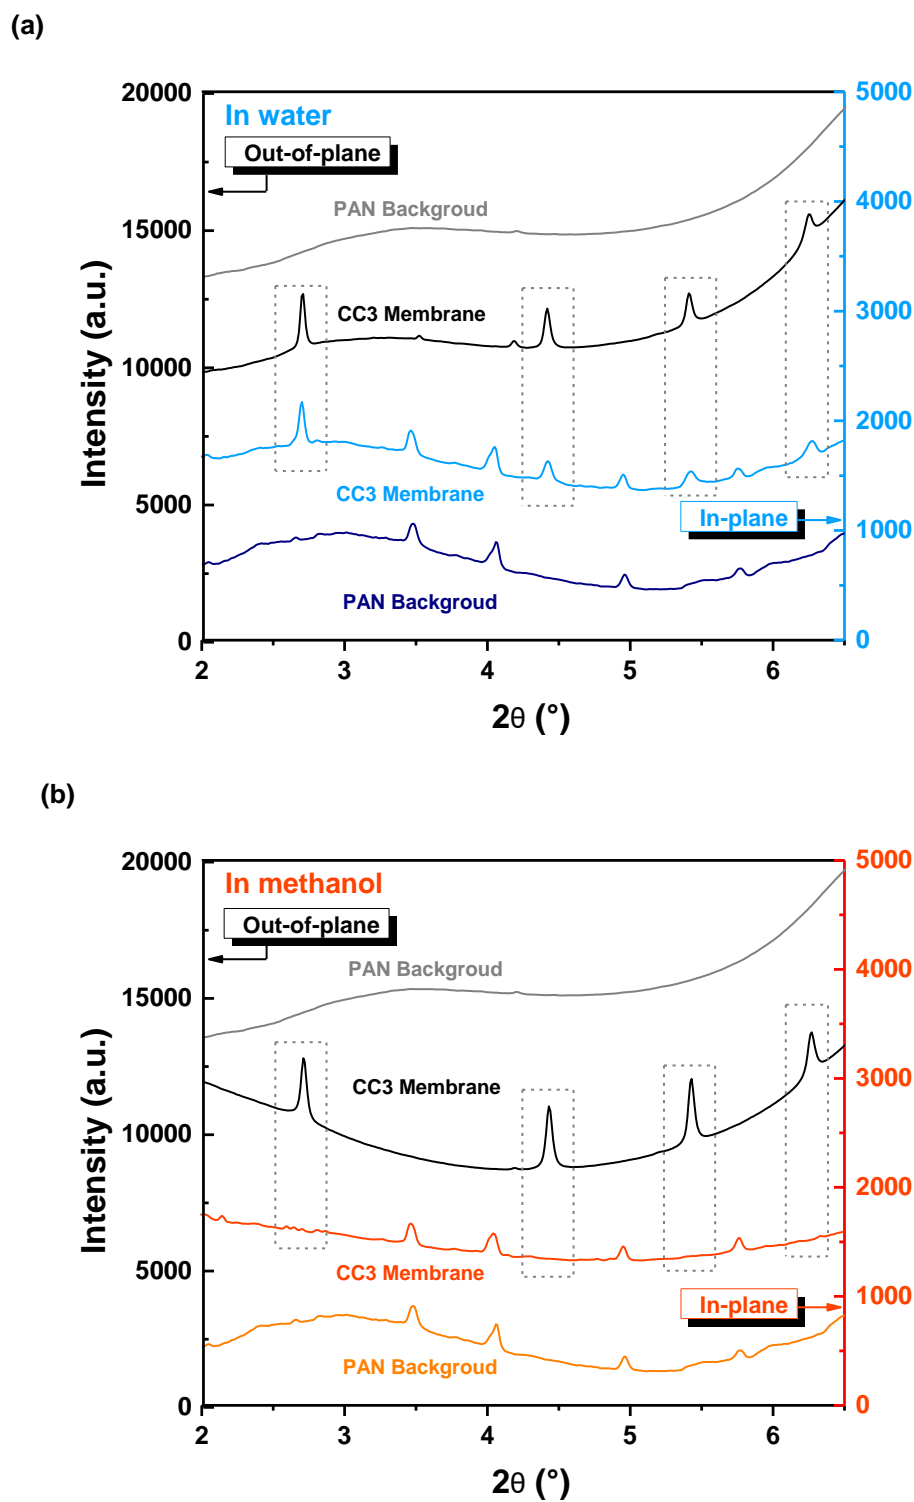 (a)
In water
Out-of-plane
PAN Backgroud
CC3 Membrane
CC3 Membrane
In-plane
PAN Backgroud
Intensity (a.u.)
20000
15000
10000
5000
0
5000
4000
3000
2000
1000
0
2 3 4 5 6
2θ (°)
(b)
In methanol
Out-of-plane
PAN Backgroud
CC3 Membrane
CC3 Membrane
In-plane
PAN Backgroud
Intensity (a.u.)
20000
15000
10000
5000
0
5000
4000
3000
2000
1000
0
2 3 4 5 6
2θ (°)